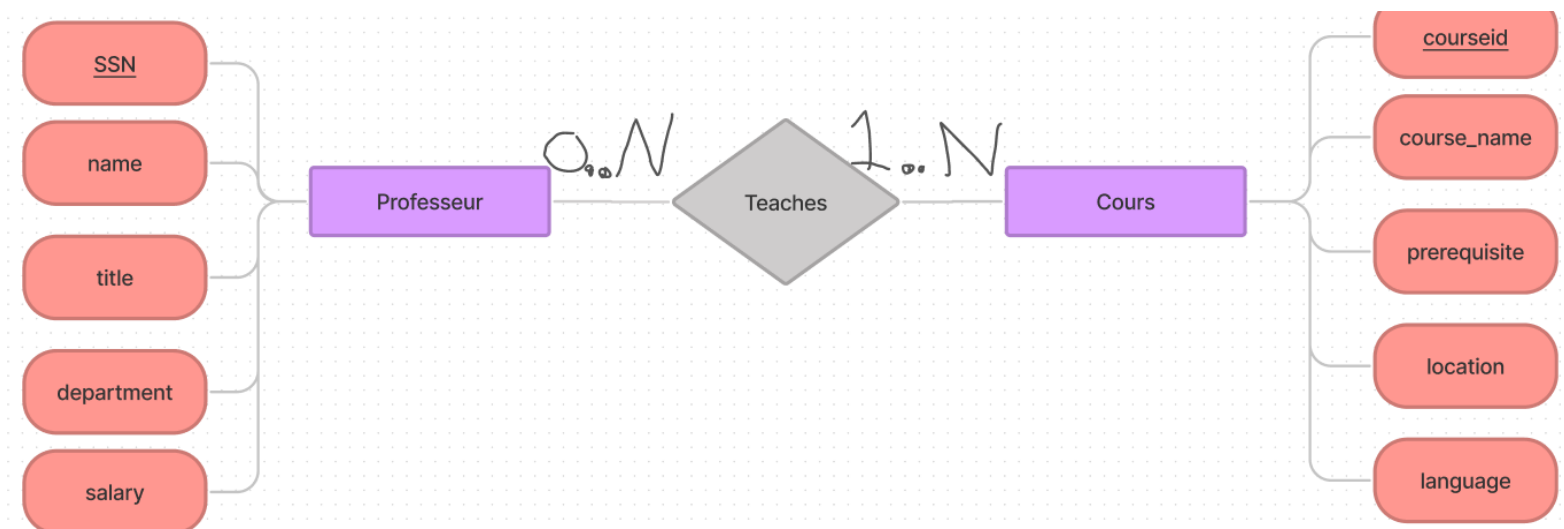 SSN
name
title
department
salary
Professeur
0..N
Teaches
1..N
Cours
courseid
course_name
prerequisite
location
language